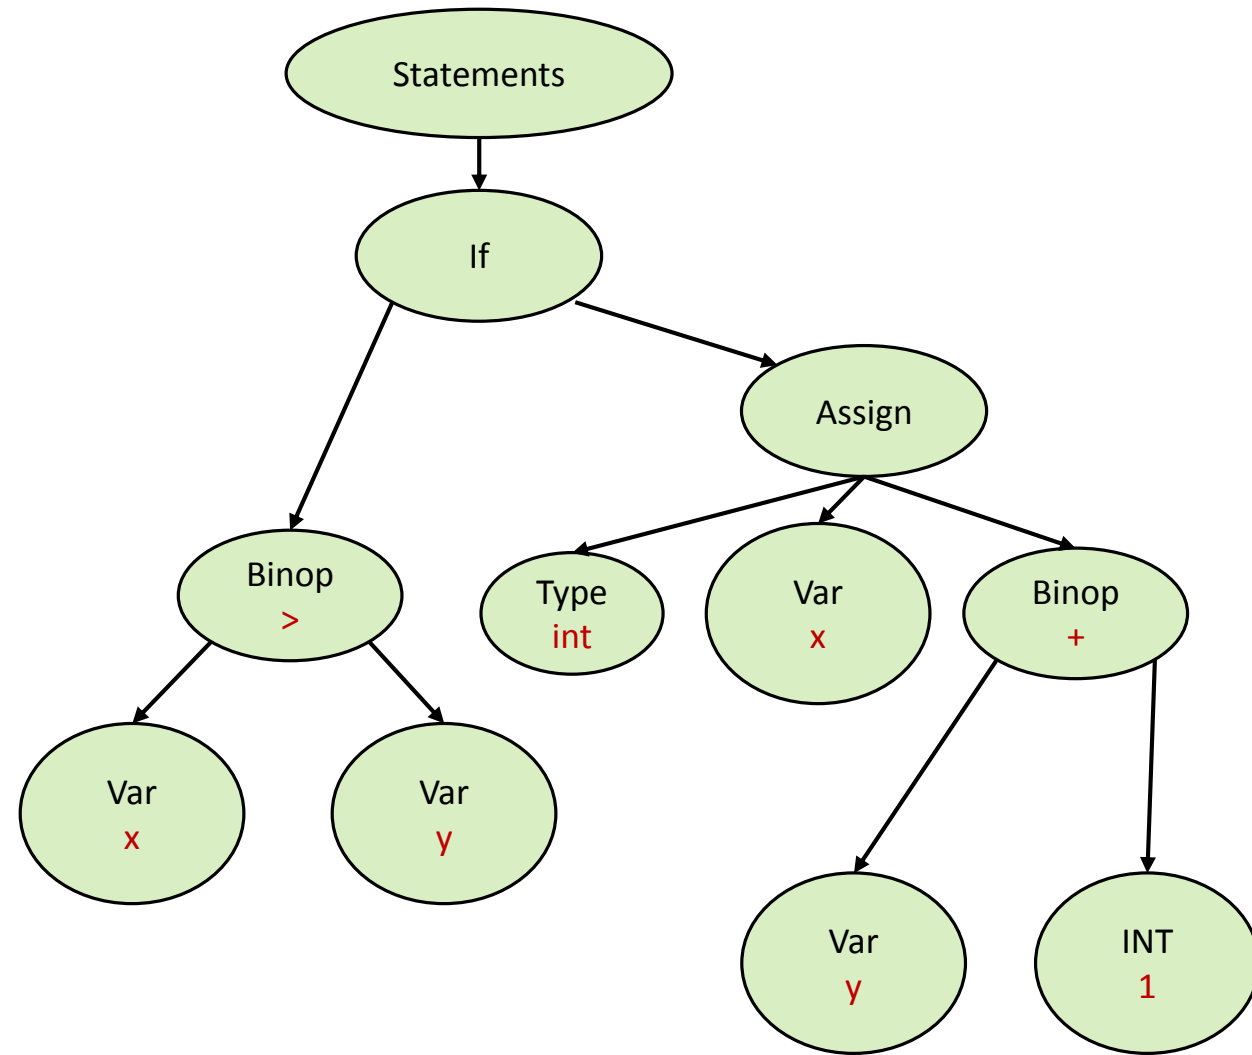 Statements
If
Assign
Binop
>
Type
int
Var
x
Binop
+
Var
x
Var
y
Var
y
INT
1